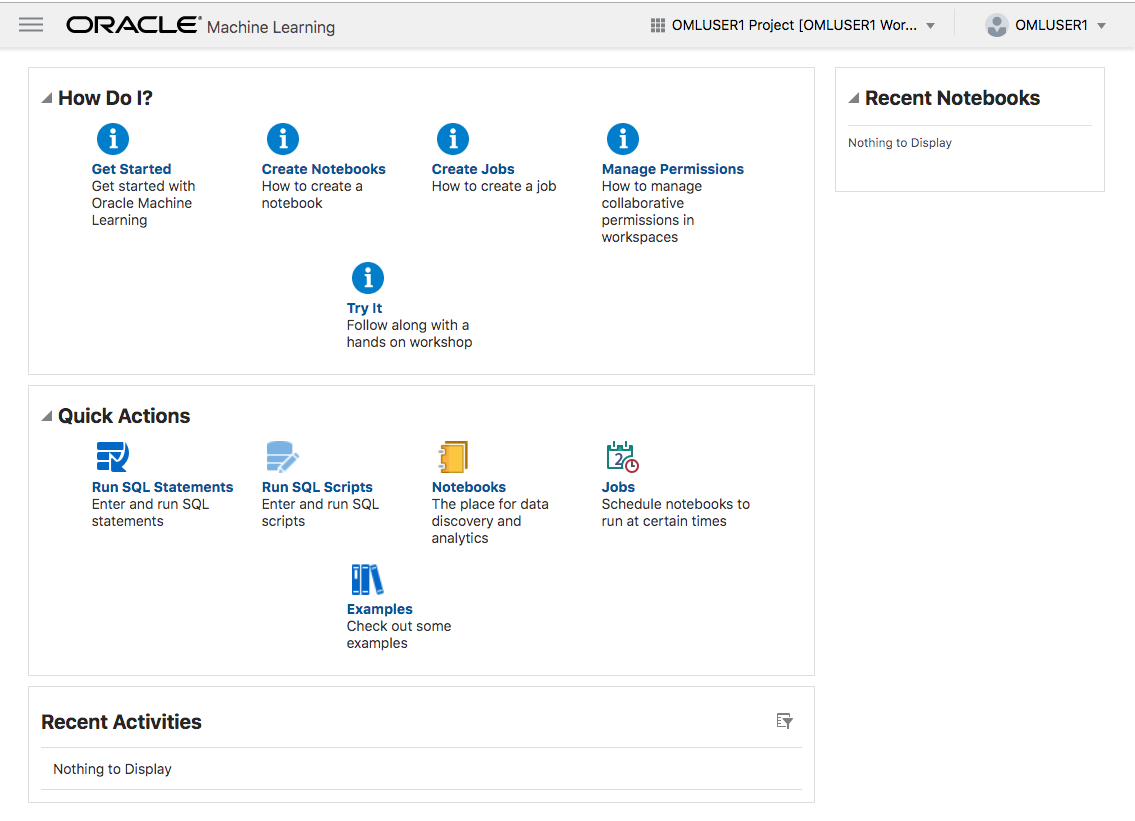 ORACLE® Machine Learning
OMLUSER1 Project [OMLUSER1 Wor...
OMLUSER1
How Do I?
Get Started
Get started with
Oracle Machine
Learning
Create Notebooks
How to create a
notebook
Create Jobs
How to create a job
Manage Permissions
How to manage
collaborative
permissions in
workspaces
Try It
Follow along with a
hands on workshop
Quick Actions
Run SQL Statements
Enter and run SQL
statements
Run SQL Scripts
Enter and run SQL
scripts
Notebooks
The place for data
discovery and
analytics
2
Jobs
Schedule notebooks to
run at certain times
Examples
Check out some
examples
Recent Activities
Nothing to Display
Recent Notebooks
Nothing to Display